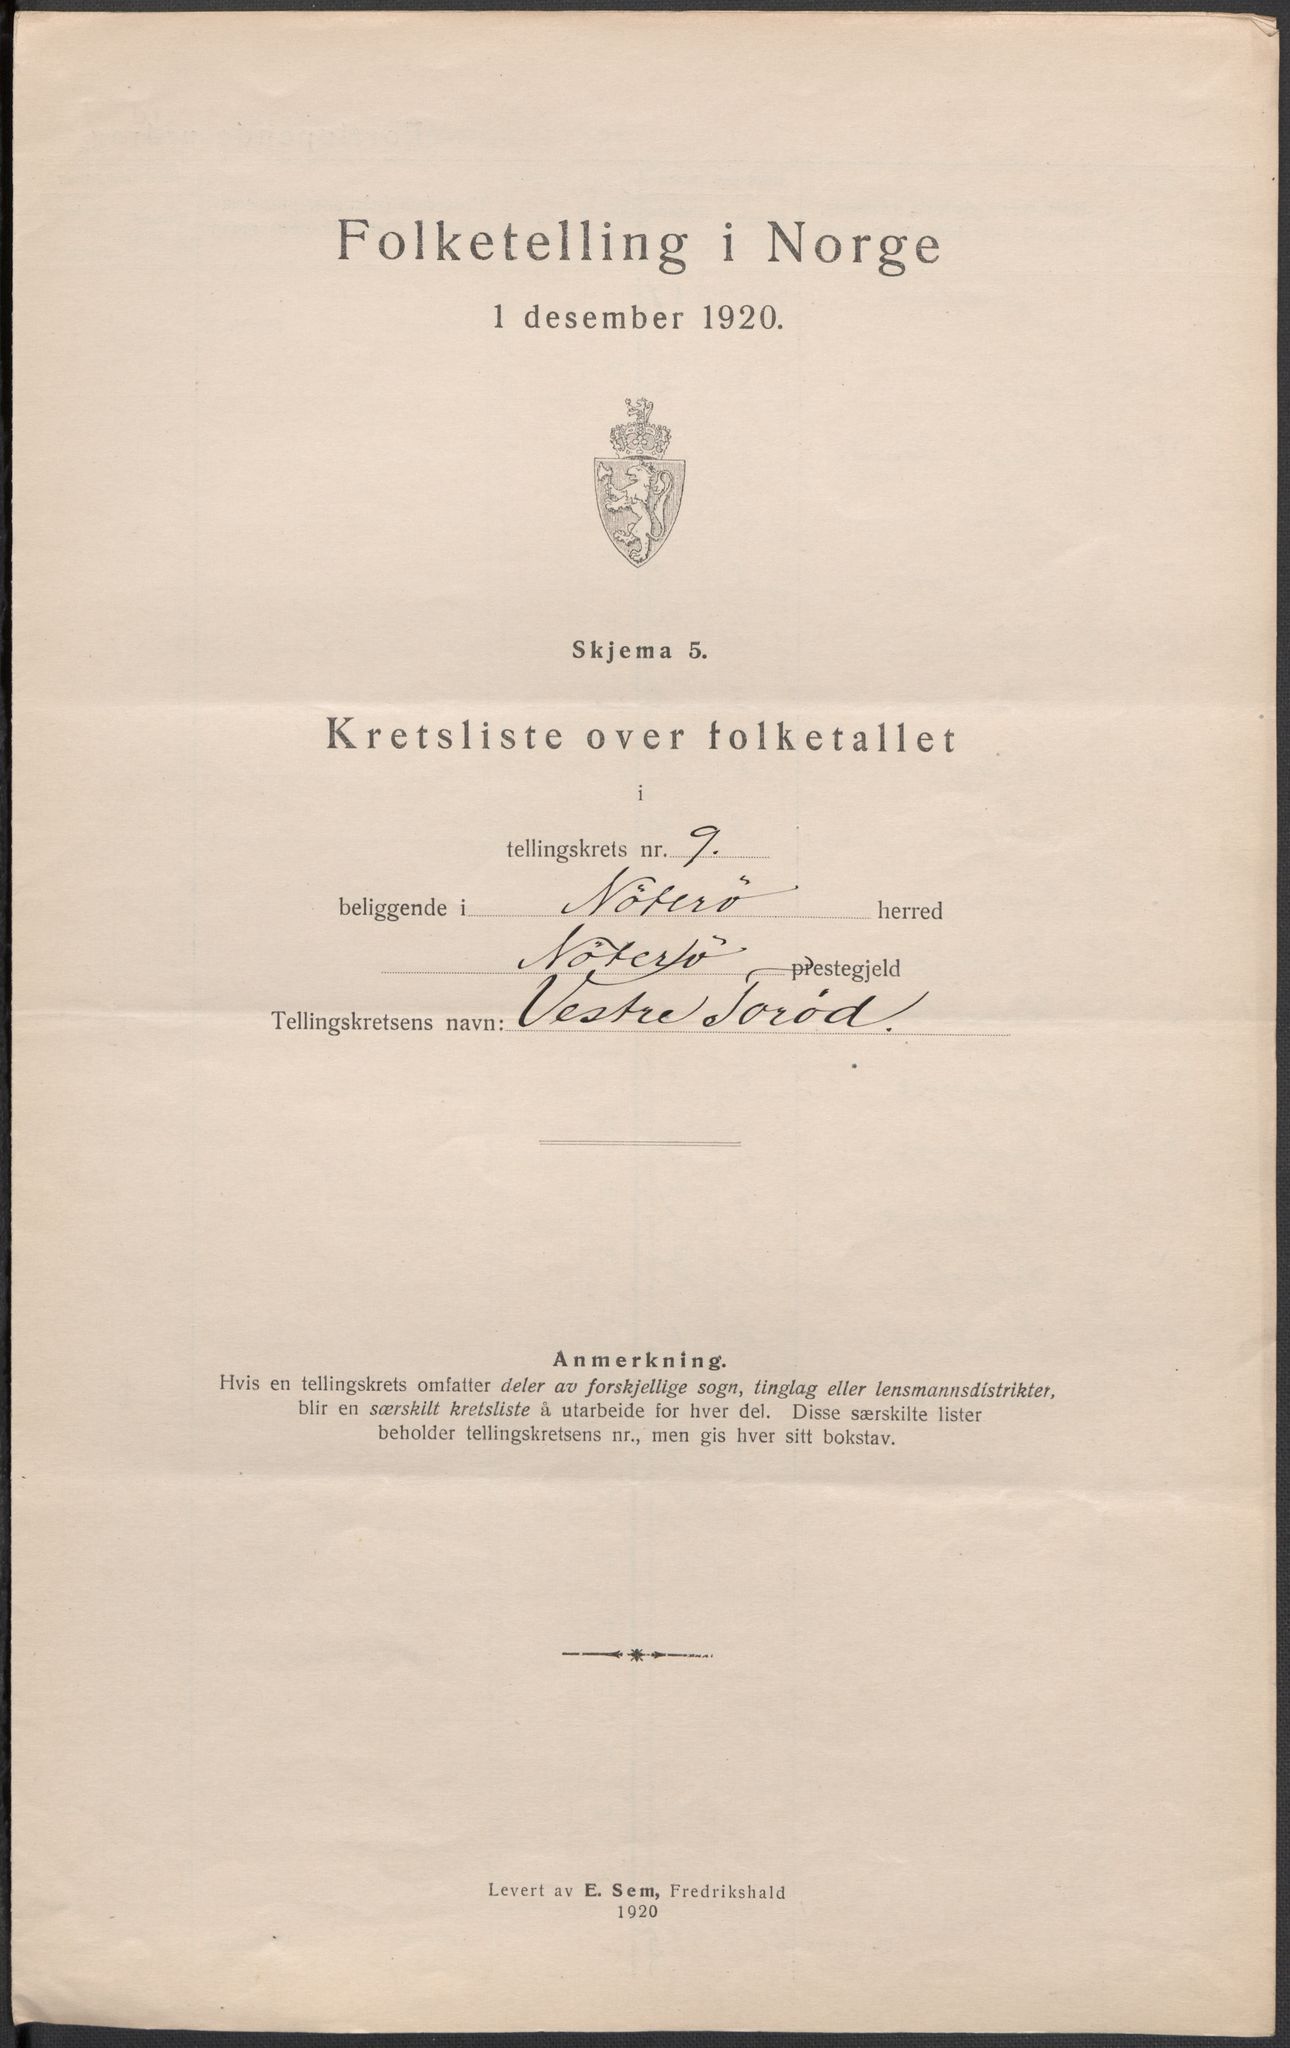 Folketelling i Norge
1 desember 1920.
Skjema 5.
Kretsliste over folketallet
i
tellingskrets nr. 9.
beliggende i Nöterö herred
Nöterö prestegjeld
Tellingskretsens navn: Vestre Torød.
Anmerkning.
Hvis en tellingskrets omfatter deler av forskjellige sogn, tinglag eller lensmannsdistrikter,
blir en særskilt kretsliste å utarbeide for hver del. Disse særskilte lister
beholder tellingskretsens nr., men gis hver sitt bokstav.
Levert av E. Sem, Fredrikshald
1920